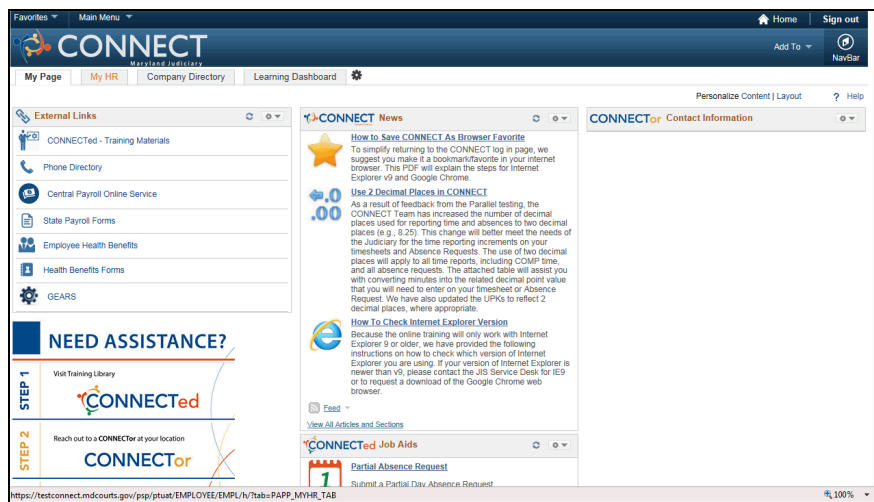 Favorites Main Menu Home Sign out
CONNECT
Maryland Judiciary
Add To
NavBar
My Page My HR Company Directory Learning Dashboard
Personalize Content | Layout ? Help
External Links
CONNECTed - Training Materials
Phone Directory
Central Payroll Online Service
State Payroll Forms
Employee Health Benefits
Health Benefits Forms
GEARS
NEED ASSISTANCE?
STEP 1
Visit Training Library
CONNECTed
STEP 2
Reach out to a CONNECTor at your location
CONNECTor
CONNECT News
How to Save CONNECT As Browser Favorite
To simplify returning to the CONNECT log in page, we
suggest you make it a bookmark/favorite in your internet
browser. This PDF will explain the steps for Internet
Explorer v9 and Google Chrome.
.0
.00
Use 2 Decimal Places in CONNECT
As a result of feedback from the Parallel testing, the
CONNECT Team has increased the number of decimal
places used for reporting time and absences to two decimal
places (e.g., 8.25). This change will better meet the needs of
the Judiciary for the time reporting increments on your
timesheets and Absence Requests. The use of two decimal
places will apply to all time reports, including COMP time,
and all absence requests. The attached table will assist you
with converting minutes into the related decimal point value
that you will need to enter on your timesheet or Absence
Request. We have also updated the UPKs to reflect 2
decimal places, where appropriate.
How To Check Internet Explorer Version
Because the online training will only work with Internet
Explorer 9 or older, we have provided the following
instructions on how to check which version of Internet
Explorer you are using. If your version of Internet Explorer is
newer than v9, please contact the JIS Service Desk for IE9
or to request a download of the Google Chrome web
browser.
Feed
View All Articles and Sections
CONNECTed Job Aids
1
Partial Absence Request
Submit a Partial Day Absence Request
CONNECTor Contact Information
https://testconnect.mdcourts.gov/psp/ptuat/EMPLOYEE/EMPL/h/?tab=PAPP_MYHR_TAB
100%